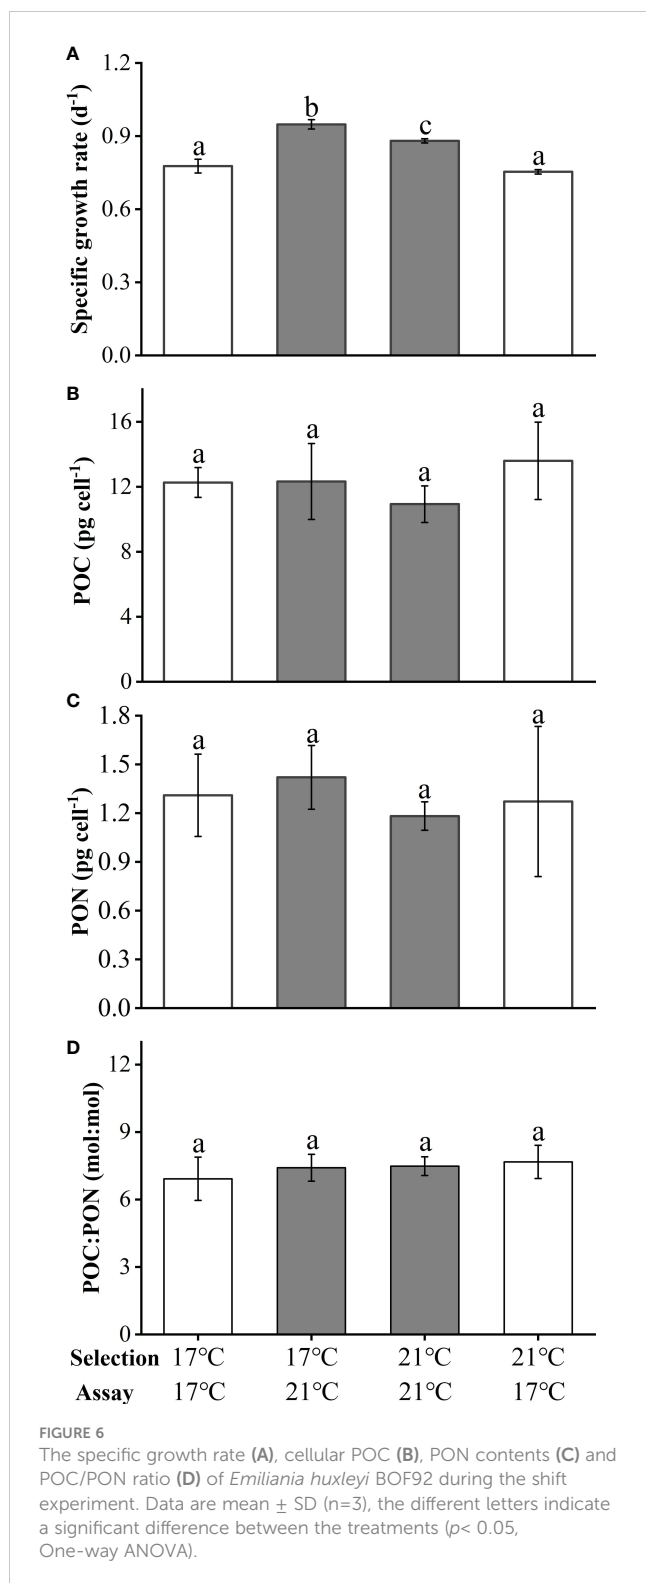 A
1.2
0.9
0.6
0.3
0.0
Specific growth rate (d-1)
a
b
c
a
B
16
12
8
4
0
POC (pg cell-1)
a
a
a
a
C
1.8
1.5
1.2
0.9
0.6
0.3
0.0
PON (pg cell-1)
a
a
a
a
D
12
9
6
3
0
POC:PON (mol:mol)
a
a
a
a
Selection 17°C 17°C 21°C 21°C
Assay 17°C 21°C 21°C 17°C
FIGURE 6
The specific growth rate (A), cellular POC (B), PON contents (C) and
POC/PON ratio (D) of Emiliania huxleyi BOF92 during the shift
experiment. Data are mean ± SD (n=3), the different letters indicate
a significant difference between the treatments (p< 0.05,
One-way ANOVA).